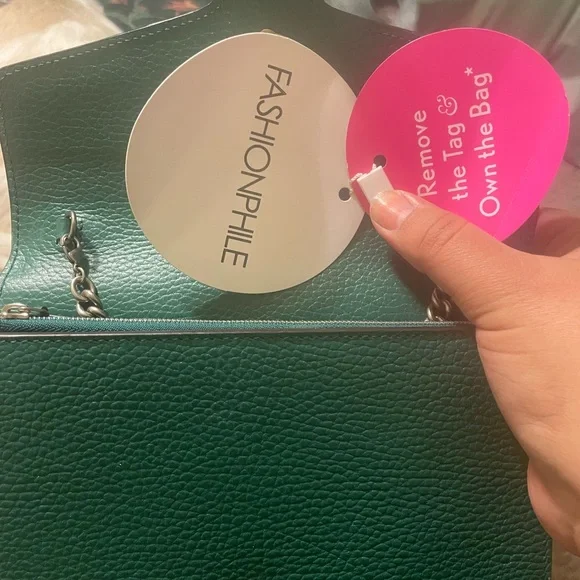 FASHIONPHILE
Remove
the Tag &
Own the Bag*